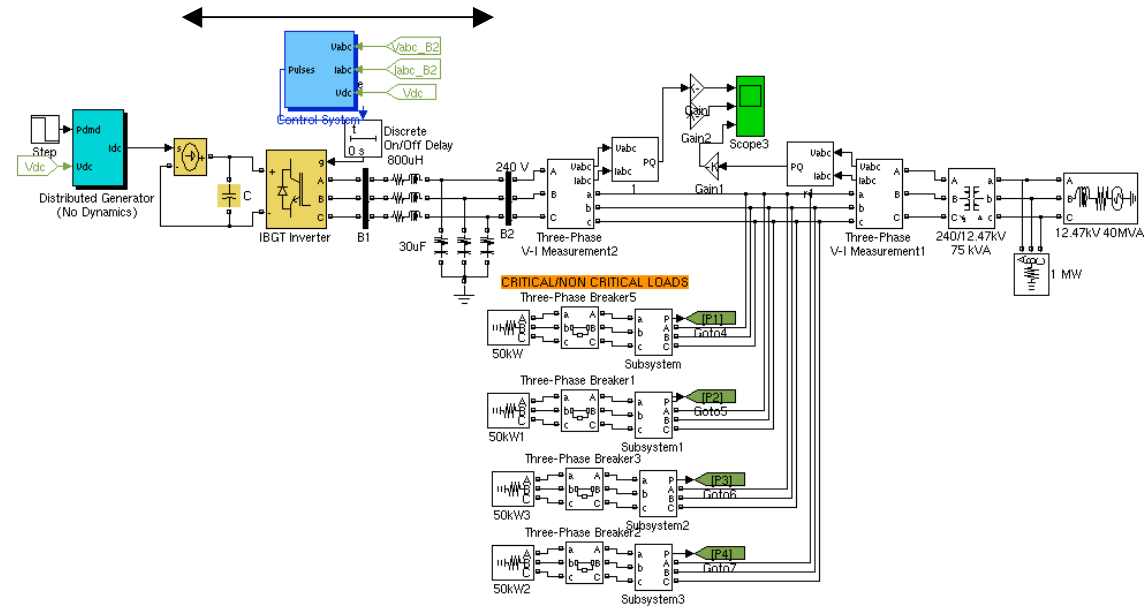 Vabc
Iabc
Vdc
Pulses
Vabc_B2
Iabc_B2
Vdc
Control System
Step
Pdmd
Vdc
Idc
Vdc
Distributed Generator
(No Dynamics)
s
+
-
C
+
-
g
A
B
C
IBGT Inverter
t
0 s
Discrete
On/Off Delay
800uH
B1
30uF
240 V
B2
A
B
C
Vabc
Iabc
a
b
c
Three-Phase
V-I Measurement2
Vabc
Iabc
PQ
1
Gain
Gain2
K
Gain1
Scope3
PQ
Vabc
Iabc
Vabc
Iabc
A
B
C
a
b
c
Three-Phase
V-I Measurement1
A
B
C
a
b
c
240/12.47kV
75 kVA
A
B
C
12.47kV 40MVA
A
B
C
1 MW
CRITICAL/NON CRITICAL LOADS
Three-Phase Breaker5
A
B
C
50kW
a
b
c
A
B
C
a
b
c
P
A
B
C
Subsystem
[P1]
Goto4
Three-Phase Breaker1
A
B
C
50kW1
a
b
c
A
B
C
a
b
c
P
A
B
C
Subsystem1
[P2]
Goto5
Three-Phase Breaker3
A
B
C
50kW3
a
b
c
A
B
C
a
b
c
P
A
B
C
Subsystem2
[P3]
Goto6
Three-Phase Breaker2
A
B
C
50kW2
a
b
c
A
B
C
a
b
c
P
A
B
C
Subsystem3
[P4]
Goto7